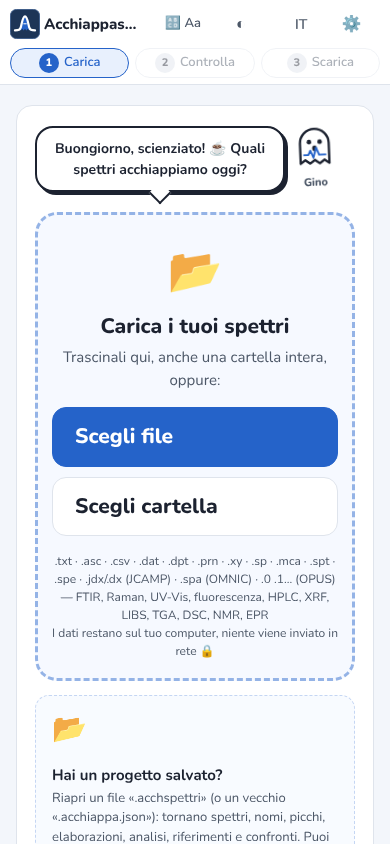 Acchiappas...
🔠 Aa
IT
1 Carica
2 Controlla
3 Scarica
Buongiorno, scienziato! ☕ Quali
spettri acchiappiamo oggi?
Gino
Carica i tuoi spettri
Trascinali qui, anche una cartella intera,
oppure:
Scegli file
Scegli cartella
.txt · .asc · .csv · .dat · .dpt · .prn · .xy · .sp · .mca · .spt ·
.spe · .jdx/.dx (JCAMP) · .spa (OMNIC) · .0 .1… (OPUS)
— FTIR, Raman, UV-Vis, fluorescenza, HPLC, XRF,
LIBS, TGA, DSC, NMR, EPR
I dati restano sul tuo computer, niente viene inviato in
rete 🔒
Hai un progetto salvato?
Riapri un file «.acchspettri» (o un vecchio
«.acchiappa.json»): tornano spettri, nomi, picchi,
elaborazioni, analisi, riferimenti e confronti. Puoi